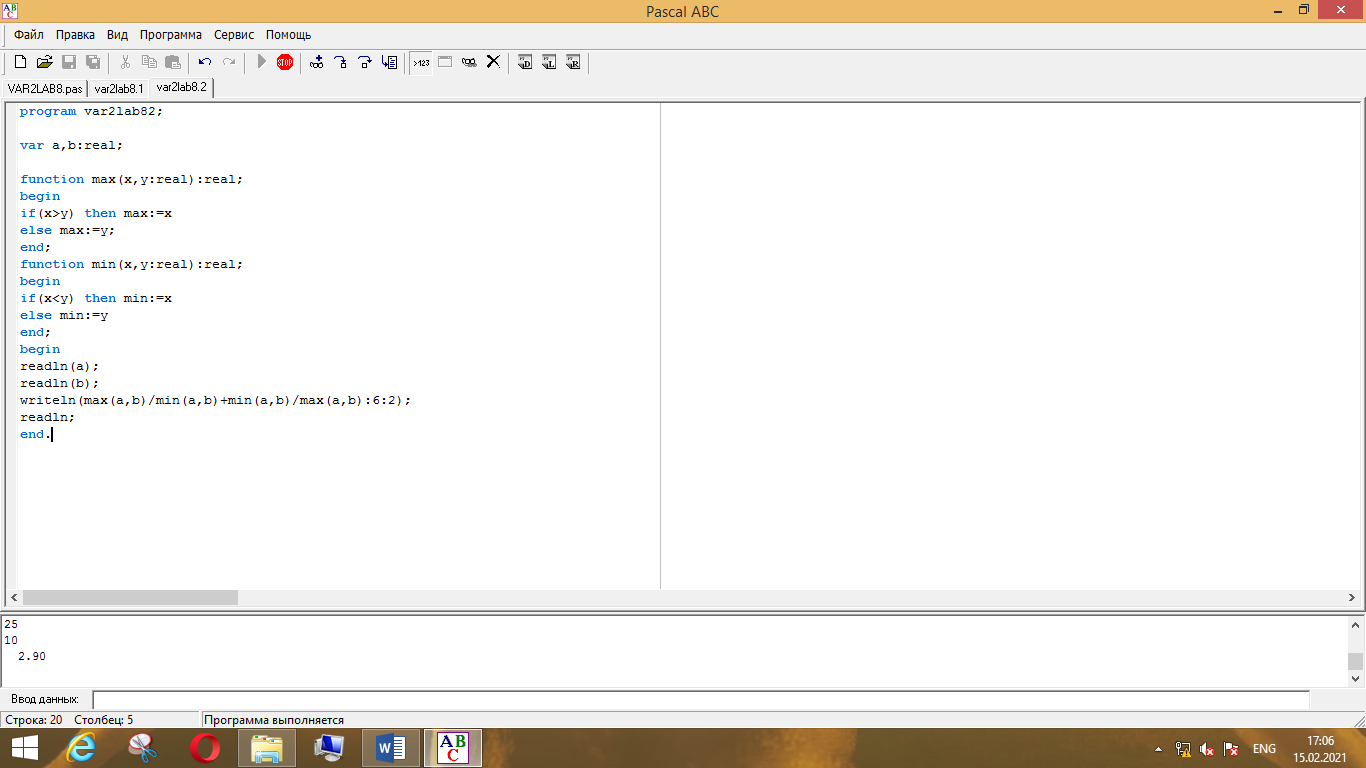 Pascal ABC
Файл Правка Вид Программа Сервис Помощь
STOP >123 D L R
VAR2LAB8.pas var2lab8.1 var2lab8.2
program var2lab82;
var a,b:real;
function max(x,y:real):real;
begin
if(x>y) then max:=x
else max:=y;
end;
function min(x,y:real):real;
begin
if(x<y) then min:=x
else min:=y
end;
begin
readln(a);
readln(b);
writeln(max(a,b)/min(a,b)+min(a,b)/max(a,b):6:2);
readln;
end.
25
10
2.90
Ввод данных:
Строка: 20 Столбец: 5 Программа выполняется
ENG 17:06
15.02.2021